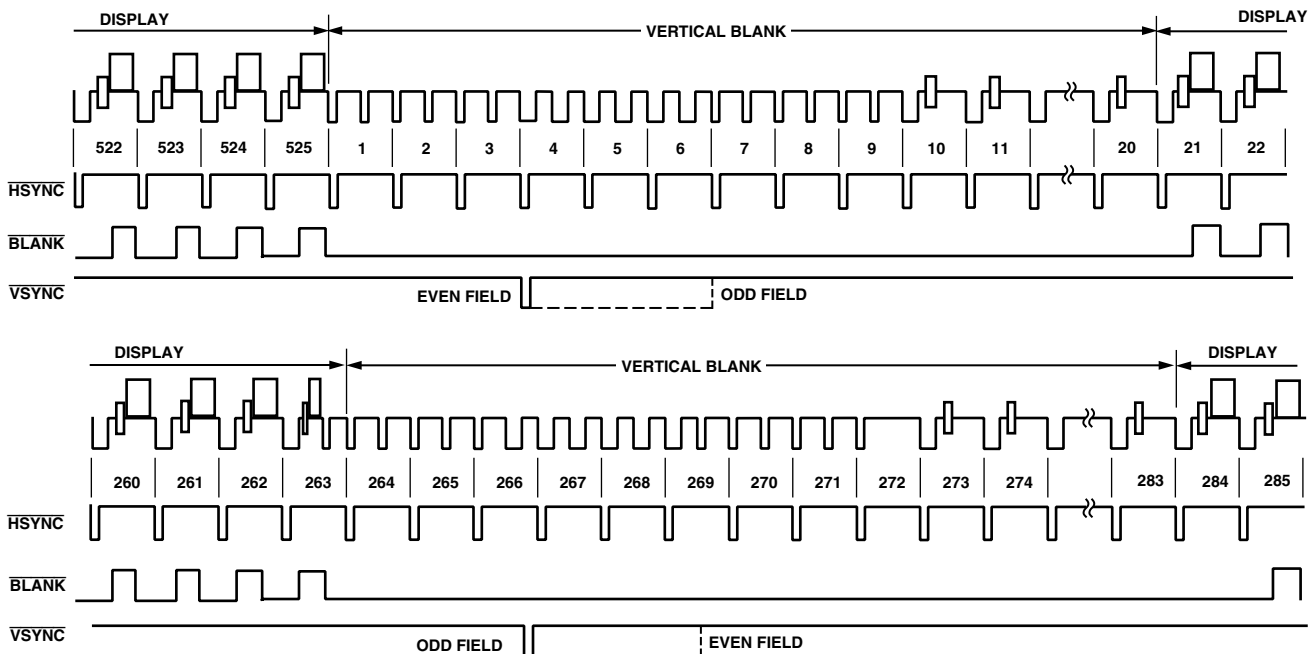 DISPLAY VERTICAL BLANK DISPLAY
522 523 524 525 1 2 3 4 5 6 7 8 9 10 11 20 21 22
HSYNC
BLANK
VSYNC
EVEN FIELD ODD FIELD
DISPLAY VERTICAL BLANK DISPLAY
260 261 262 263 264 265 266 267 268 269 270 271 272 273 274 283 284 285
HSYNC
BLANK
VSYNC
ODD FIELD EVEN FIELD